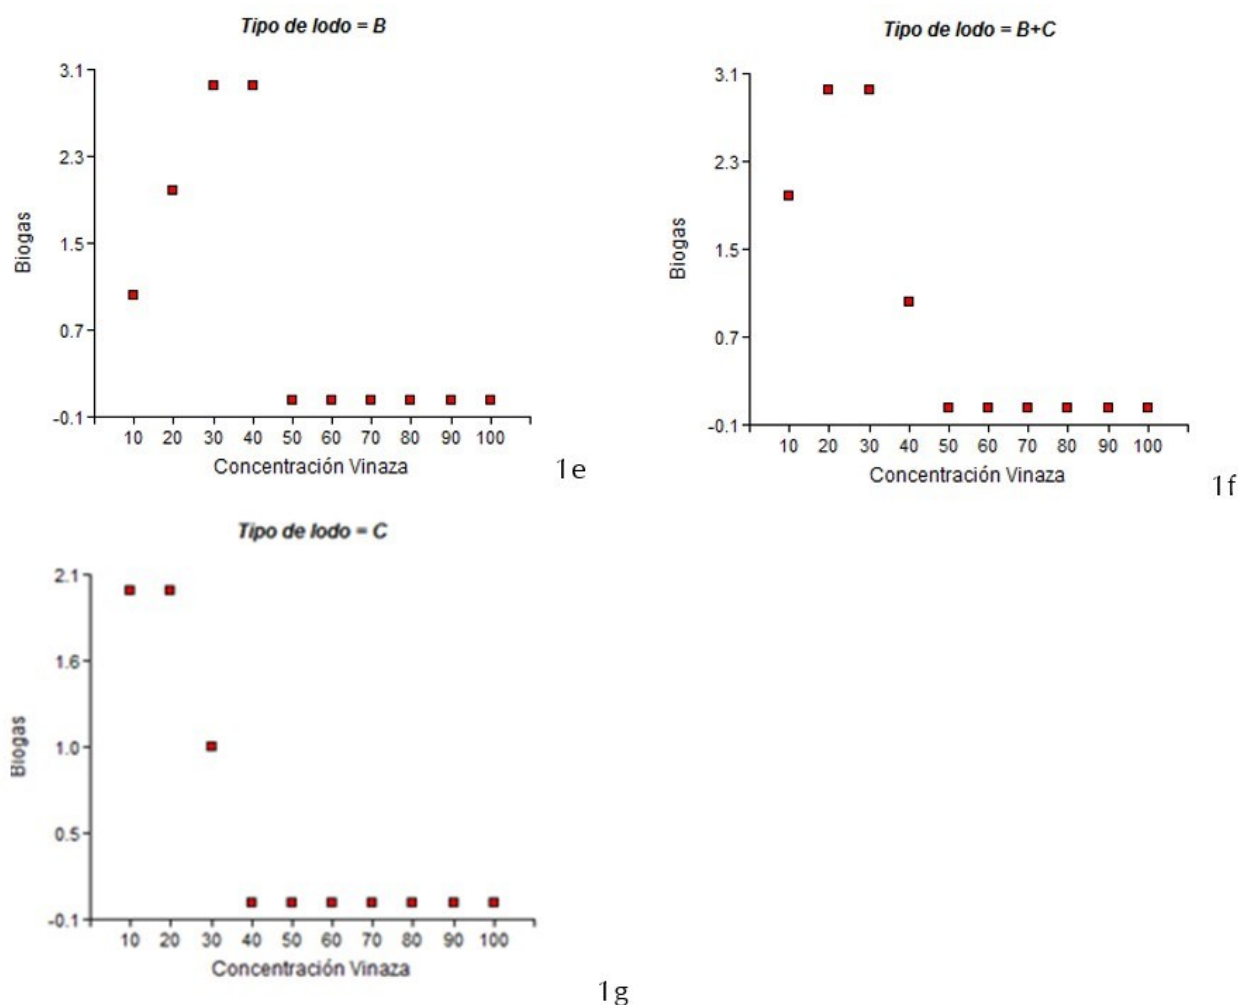 Tipo de lodo = B
3.1
2.3
1.5
0.7
-0.1
Biogas
10 20 30 40 50 60 70 80 90 100
Concentración Vinaza
1e
Tipo de lodo = B+C
3.1
2.3
1.5
0.7
-0.1
Biogas
10 20 30 40 50 60 70 80 90 100
Concentración Vinaza
1f
Tipo de lodo = C
2.1
1.6
1.0
0.5
-0.1
Biogas
10 20 30 40 50 60 70 80 90 100
Concentración Vinaza
1g